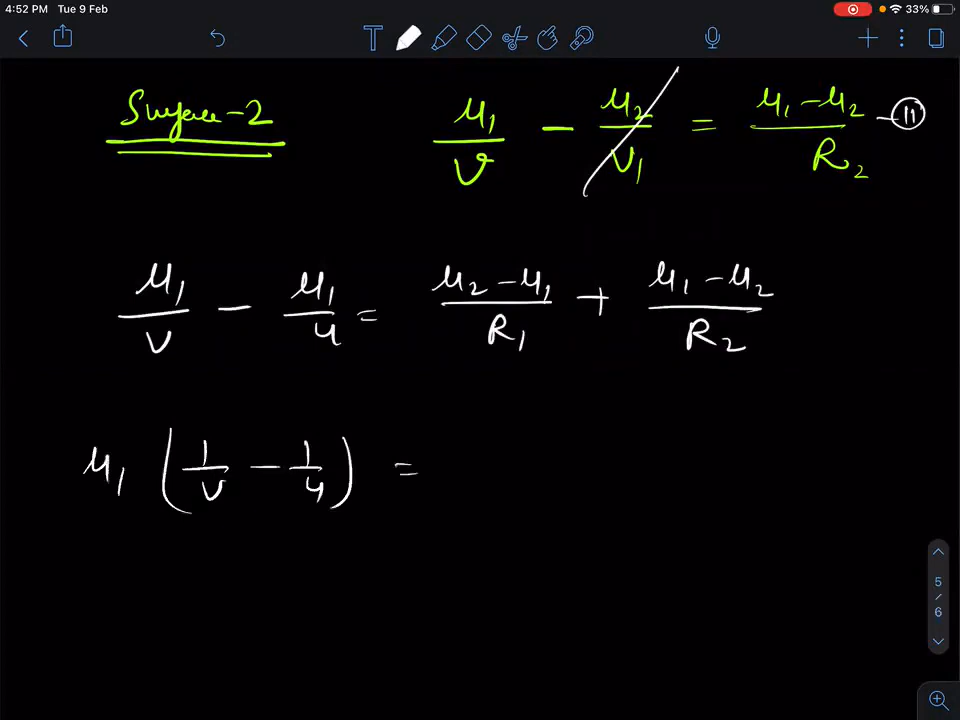 4:52 PM Tue 9 Feb 33%
Surface-2 μ₁/v − μ₂/v₁ = (μ₁−μ₂)/R₂ −(11)
μ₁/v − μ₁/u = (μ₂−μ₁)/R₁ + (μ₁−μ₂)/R₂
μ₁ (1/v − 1/u) =
5
/
6